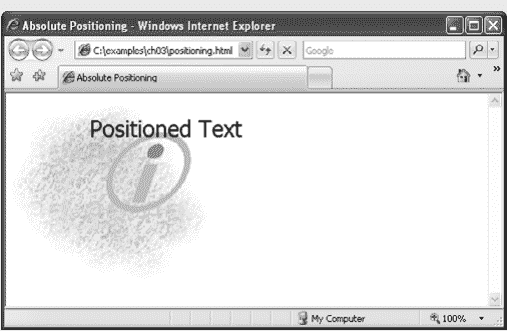 Absolute Positioning - Windows Internet Explorer
C:\examples\ch03\positioning.html Google
Absolute Positioning
Positioned Text
i
My Computer 100%